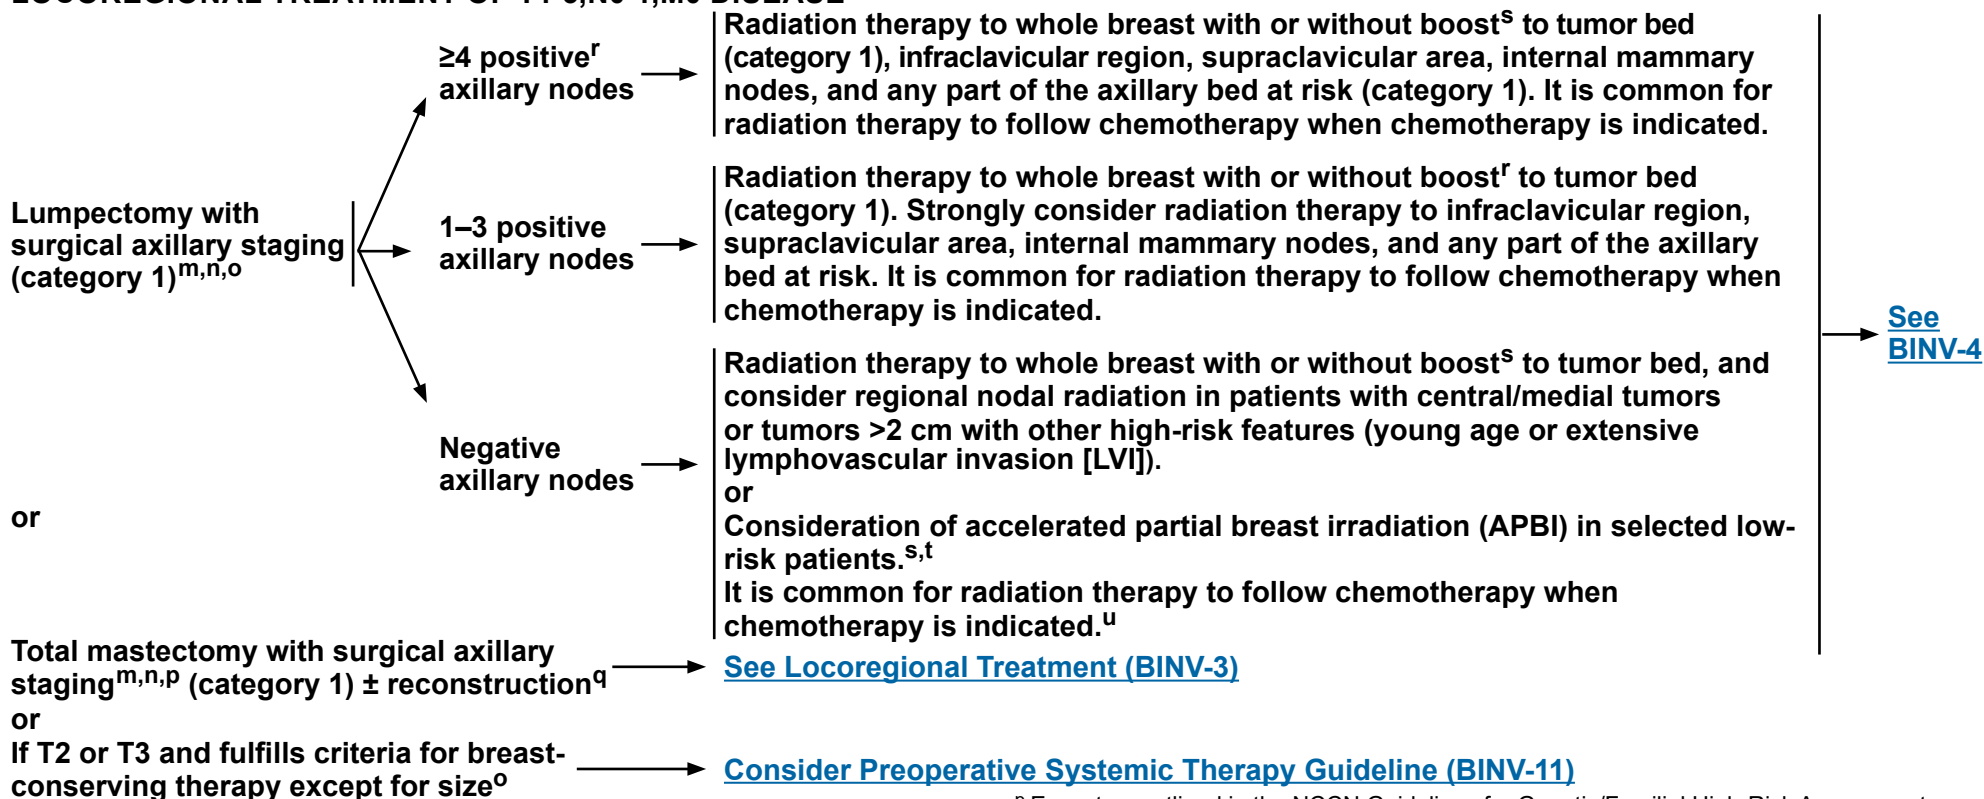 ≥4 positiveʳ
axillary nodes
Radiation therapy to whole breast with or without boostˢ to tumor bed
(category 1), infraclavicular region, supraclavicular area, internal mammary
nodes, and any part of the axillary bed at risk (category 1). It is common for
radiation therapy to follow chemotherapy when chemotherapy is indicated.
Lumpectomy with
surgical axillary staging
(category 1)ᵐ,ⁿ,ᵒ
1–3 positive
axillary nodes
Radiation therapy to whole breast with or without boostʳ to tumor bed
(category 1). Strongly consider radiation therapy to infraclavicular region,
supraclavicular area, internal mammary nodes, and any part of the axillary
bed at risk. It is common for radiation therapy to follow chemotherapy when
chemotherapy is indicated.
Negative
axillary nodes
Radiation therapy to whole breast with or without boostˢ to tumor bed, and
consider regional nodal radiation in patients with central/medial tumors
or tumors >2 cm with other high-risk features (young age or extensive
lymphovascular invasion [LVI]).
or
Consideration of accelerated partial breast irradiation (APBI) in selected low-
risk patients.ˢ,ᵗ
It is common for radiation therapy to follow chemotherapy when
chemotherapy is indicated.ᵘ
See
BINV-4
or
Total mastectomy with surgical axillary
stagingᵐ,ⁿ,ᵖ (category 1) ± reconstruction^q
See Locoregional Treatment (BINV-3)
or
If T2 or T3 and fulfills criteria for breast-
conserving therapy except for sizeᵒ
Consider Preoperative Systemic Therapy Guideline (BINV-11)